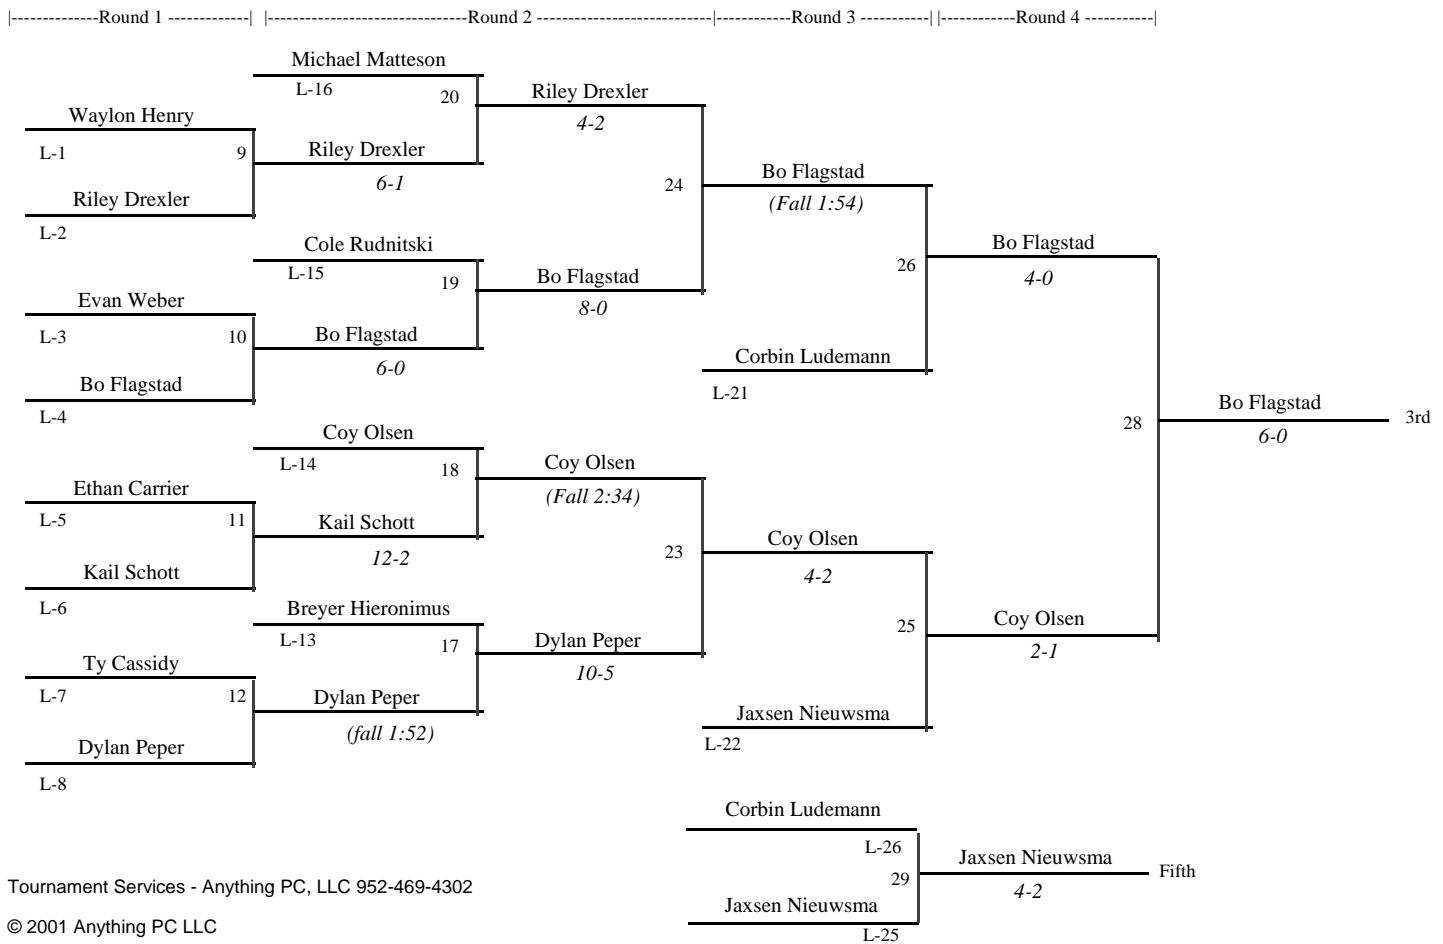 |--------------Round 1 -------------|
|--------------------------------Round 2 ----------------------------|
|------------Round 3 -----------|
|------------Round 4 -----------|
Michael Matteson
L-16
20
Riley Drexler
4-2
Waylon Henry
L-1
9
Riley Drexler
6-1
Riley Drexler
L-2
24
Bo Flagstad
(Fall 1:54)
Cole Rudnitski
L-15
19
Bo Flagstad
8-0
26
Bo Flagstad
4-0
Evan Weber
L-3
10
Bo Flagstad
6-0
Bo Flagstad
L-4
Corbin Ludemann
L-21
28
Bo Flagstad
6-0
3rd
Coy Olsen
L-14
18
Coy Olsen
(Fall 2:34)
Ethan Carrier
L-5
11
Kail Schott
12-2
Kail Schott
L-6
23
Coy Olsen
4-2
Breyer Hieronimus
L-13
17
Dylan Peper
10-5
25
Coy Olsen
2-1
Ty Cassidy
L-7
12
Dylan Peper
(fall 1:52)
Dylan Peper
L-8
Jaxsen Nieuwsma
L-22
Corbin Ludemann
L-26
29
Jaxsen Nieuwsma
4-2
Fifth
Jaxsen Nieuwsma
L-25
Tournament Services - Anything PC, LLC 952-469-4302
© 2001 Anything PC LLC